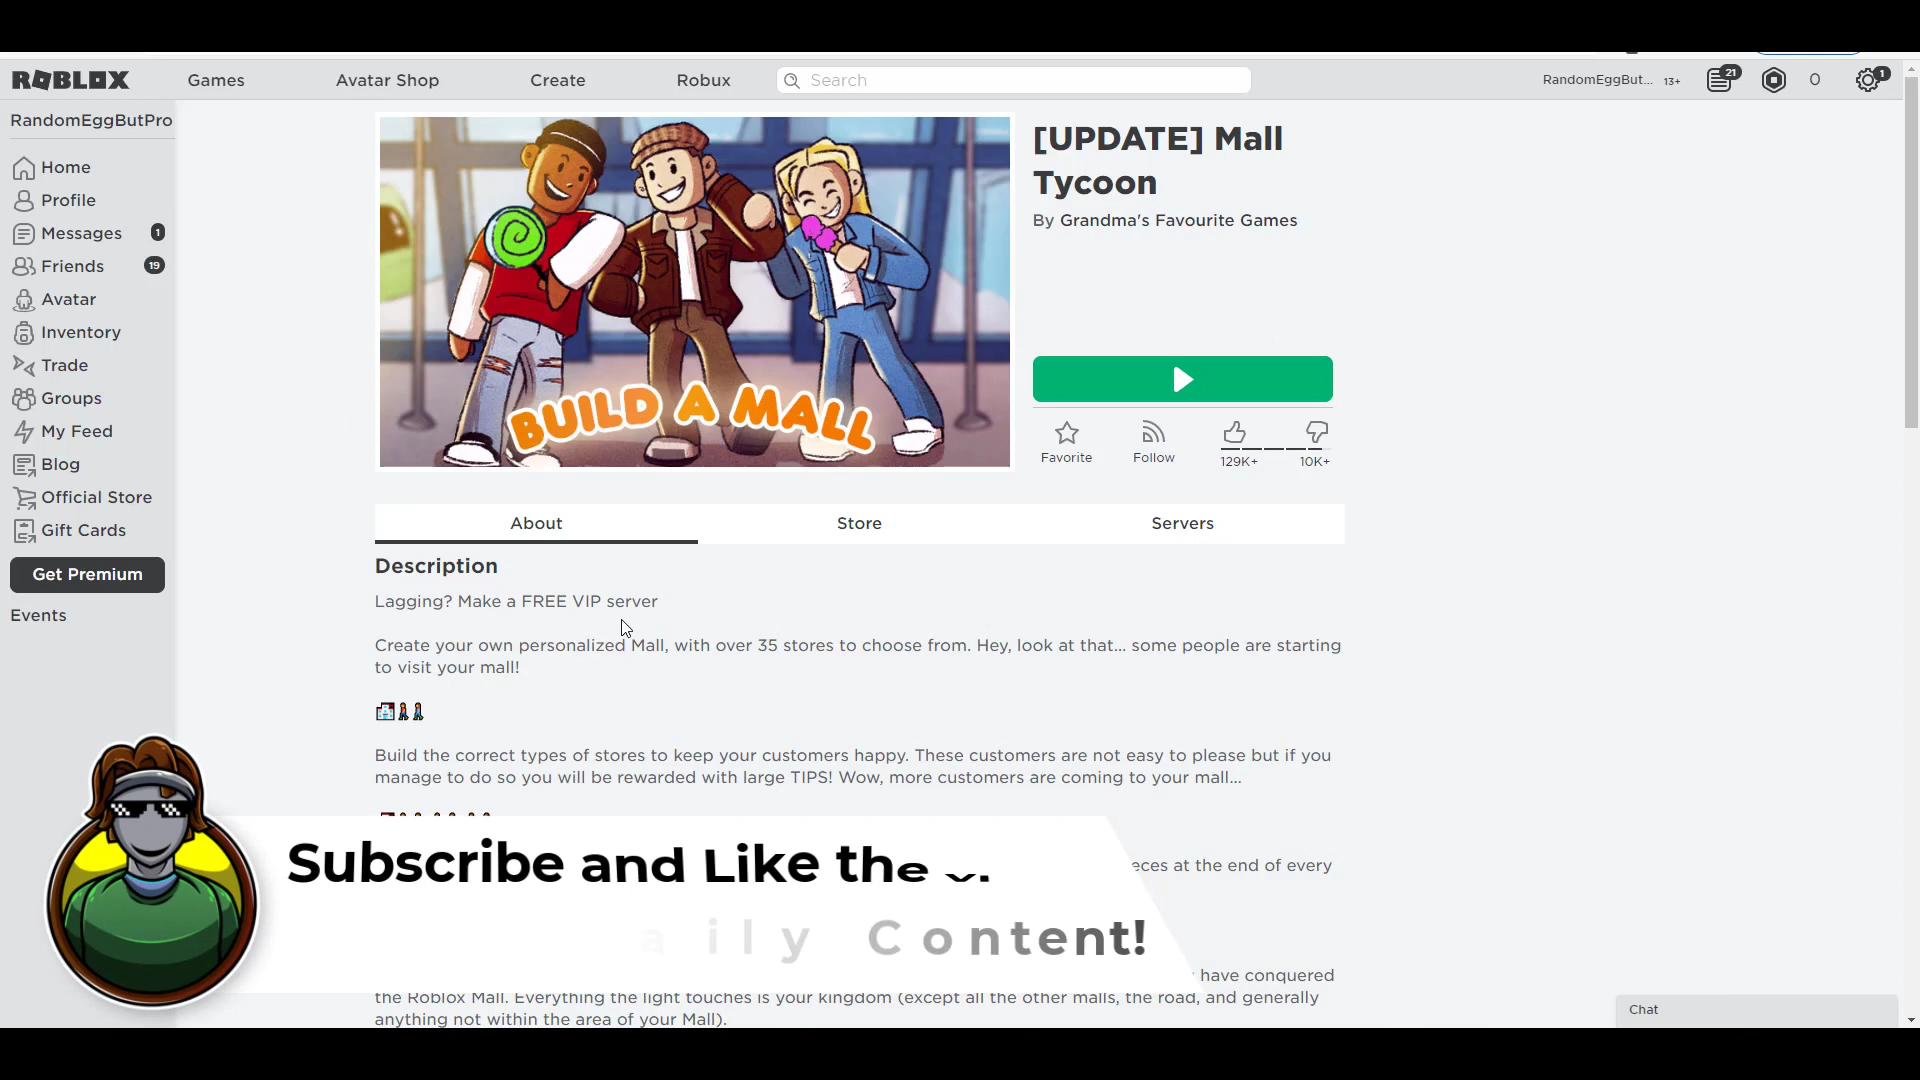 ROBLOX Games Avatar Shop Create Robux Search RandomEggBut... 13+ 21 0 1
RandomEggButPro
Home
Profile
Messages 1
Friends 19
Avatar
Inventory
Trade
Groups
My Feed
Blog
Official Store
Gift Cards
Get Premium
Events
BUILD A MALL
[UPDATE] Mall
Tycoon
By Grandma's Favourite Games
Favorite Follow 129K+ 10K+
About Store Servers
Description
Lagging? Make a FREE VIP server
Create your own personalized Mall, with over 35 stores to choose from. Hey, look at that... some people are starting
to visit your mall!
Build the correct types of stores to keep your customers happy. These customers are not easy to please but if you
manage to do so you will be rewarded with large TIPS! Wow, more customers are coming to your mall...
at the end of every
Subscribe and Like the
Content!
have conquered
the Roblox Mall. Everything the light touches is your kingdom (except all the other malls, the road, and generally
anything not within the area of your Mall).
Chat